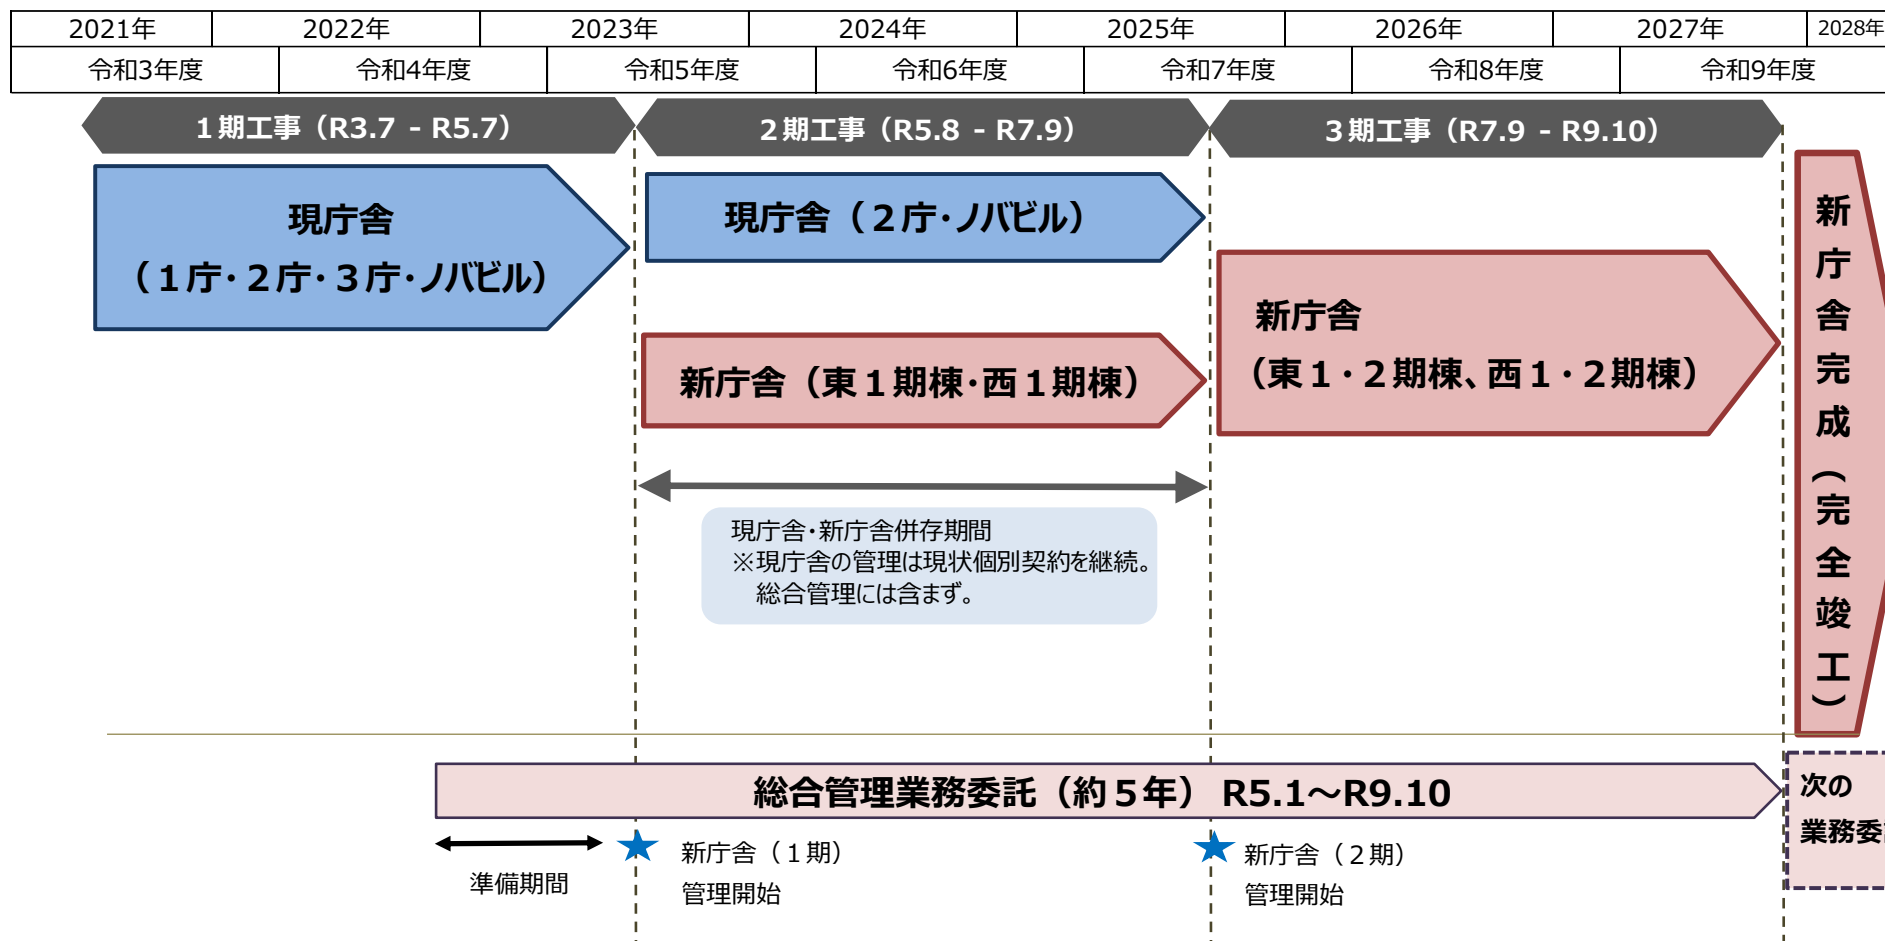 2021年 2022年 2023年 2024年 2025年 2026年 2027年 2028年
令和3年度 令和4年度 令和5年度 令和6年度 令和7年度 令和8年度 令和9年度
１期工事（R3.7 - R5.7）
２期工事（R5.8 - R7.9）
３期工事（R7.9 - R9.10）
現庁舎
（１庁・２庁・３庁・ノバビル）
現庁舎（２庁・ノバビル）
新庁舎（東１期棟・西１期棟）
新庁舎
（東１・２期棟、西１・２期棟）
新庁舎完成（完全竣工）
現庁舎・新庁舎併存期間
※現庁舎の管理は現状個別契約を継続。
総合管理には含まず。
総合管理業務委託（約５年） R5.1～R9.10
次の
業務委
準備期間
新庁舎（１期）
管理開始
新庁舎（２期）
管理開始